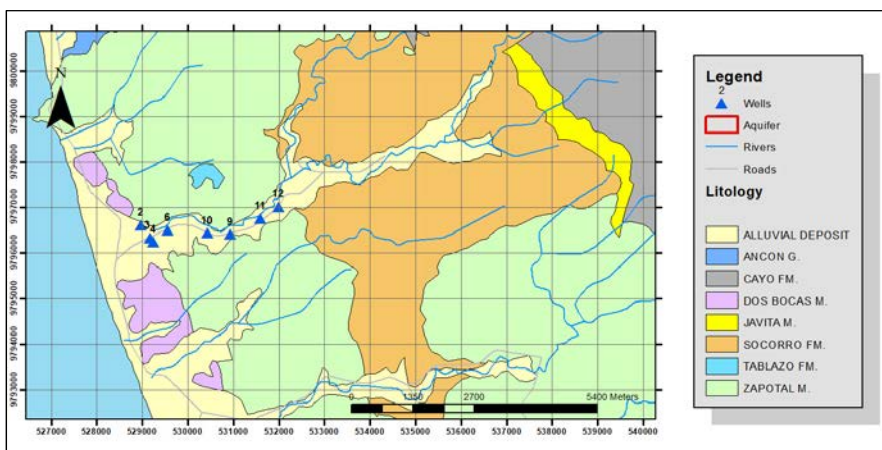 9800000
9799000
9798000
9797000
9796000
9795000
9794000
9793000
N
2
3
4
6
10
9
11
12
0 1350 2700 5400 Meters
527000 528000 529000 530000 531000 532000 533000 534000 535000 536000 537000 538000 539000 540000
Legend
2
Wells
Aquifer
Rivers
Roads
Litology
ALLUVIAL DEPOSIT
ANCON G.
CAYO FM.
DOS BOCAS M.
JAVITA M.
SOCORRO FM.
TABLAZO FM.
ZAPOTAL M.